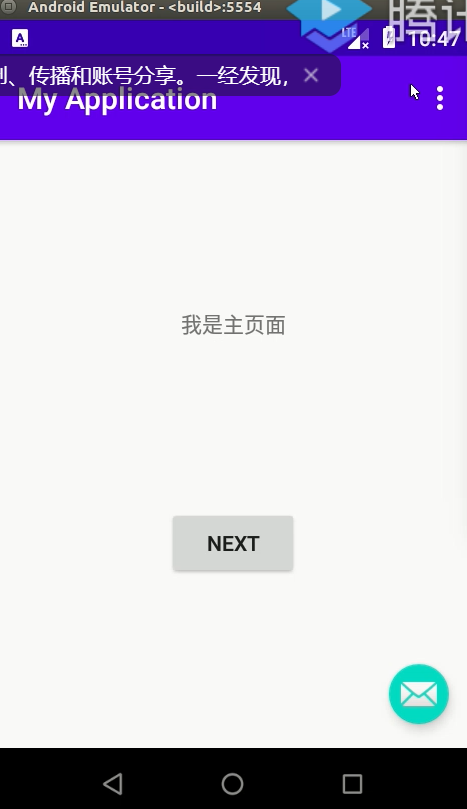 Android Emulator - <build>:5554
腾讯
LTE
10:47
、传播和账号分享。一经发现，
My Application
我是主页面
NEXT